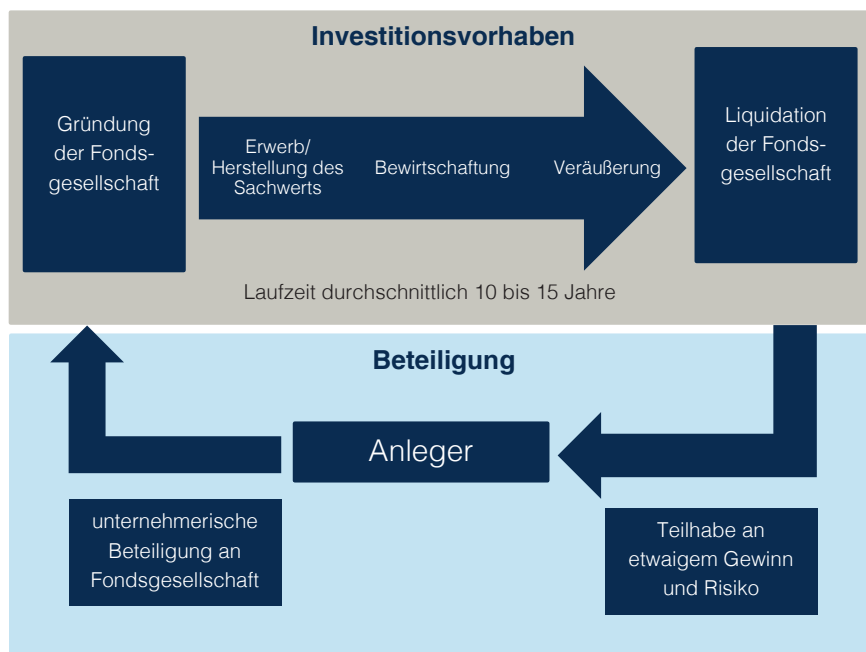 Investitionsvorhaben
Gründung
der Fonds-
gesellschaft
Erwerb/
Herstellung des
Sachwerts
Bewirtschaftung
Veräußerung
Liquidation
der Fonds-
gesellschaft
Laufzeit durchschnittlich 10 bis 15 Jahre
Beteiligung
Anleger
unternehmerische
Beteiligung an
Fondsgesellschaft
Teilhabe an
etwaigem Gewinn
und Risiko